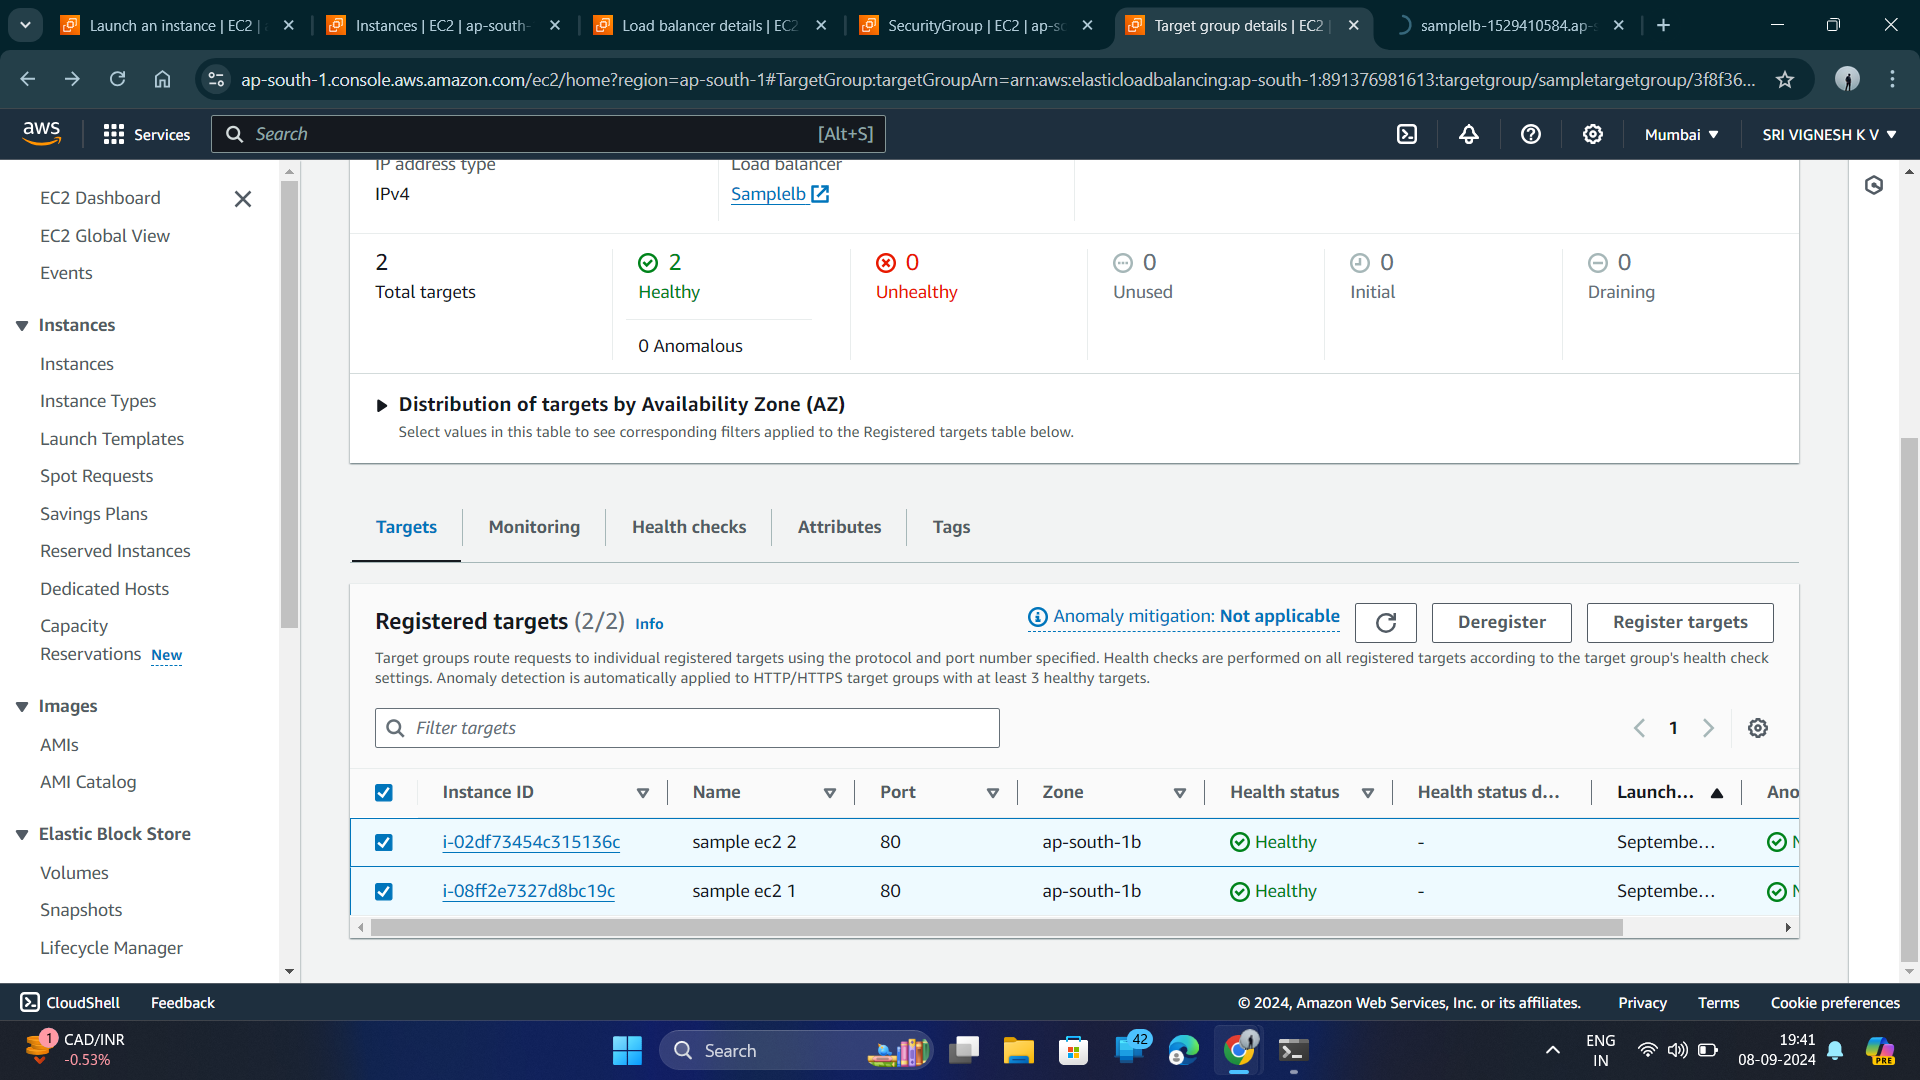 Launch an instance | EC2 | a
Instances | EC2 | ap-south-
Load balancer details | EC2
SecurityGroup | EC2 | ap-sc
Target group details | EC2 |
samplelb-1529410584.ap-s
ap-south-1.console.aws.amazon.com/ec2/home?region=ap-south-1#TargetGroup:targetGroupArn=arn:aws:elasticloadbalancing:ap-south-1:891376981613:targetgroup/sampletargetgroup/3f8f36...
aws
Services
Search
[Alt+S]
Mumbai
SRI VIGNESH K V
EC2 Dashboard
EC2 Global View
Events
Instances
Instances
Instance Types
Launch Templates
Spot Requests
Savings Plans
Reserved Instances
Dedicated Hosts
Capacity
Reservations New
Images
AMIs
AMI Catalog
Elastic Block Store
Volumes
Snapshots
Lifecycle Manager
IP address type
IPv4
Load balancer
Samplelb
2
Total targets
2
Healthy
0 Anomalous
0
Unhealthy
0
Unused
0
Initial
0
Draining
Distribution of targets by Availability Zone (AZ)
Select values in this table to see corresponding filters applied to the Registered targets table below.
Targets
Monitoring
Health checks
Attributes
Tags
Registered targets (2/2) Info
Anomaly mitigation: Not applicable
Deregister
Register targets
Target groups route requests to individual registered targets using the protocol and port number specified. Health checks are performed on all registered targets according to the target group's health check
settings. Anomaly detection is automatically applied to HTTP/HTTPS target groups with at least 3 healthy targets.
Filter targets
1
Instance ID Name Port Zone Health status Health status d... Launch... Ano
i-02df73454c315136c sample ec2 2 80 ap-south-1b Healthy - Septembe... N
i-08ff2e7327d8bc19c sample ec2 1 80 ap-south-1b Healthy - Septembe... N
CloudShell
Feedback
© 2024, Amazon Web Services, Inc. or its affiliates.
Privacy
Terms
Cookie preferences
1
CAD/INR
-0.53%
Search
42
ENG
IN
19:41
08-09-2024
PRE